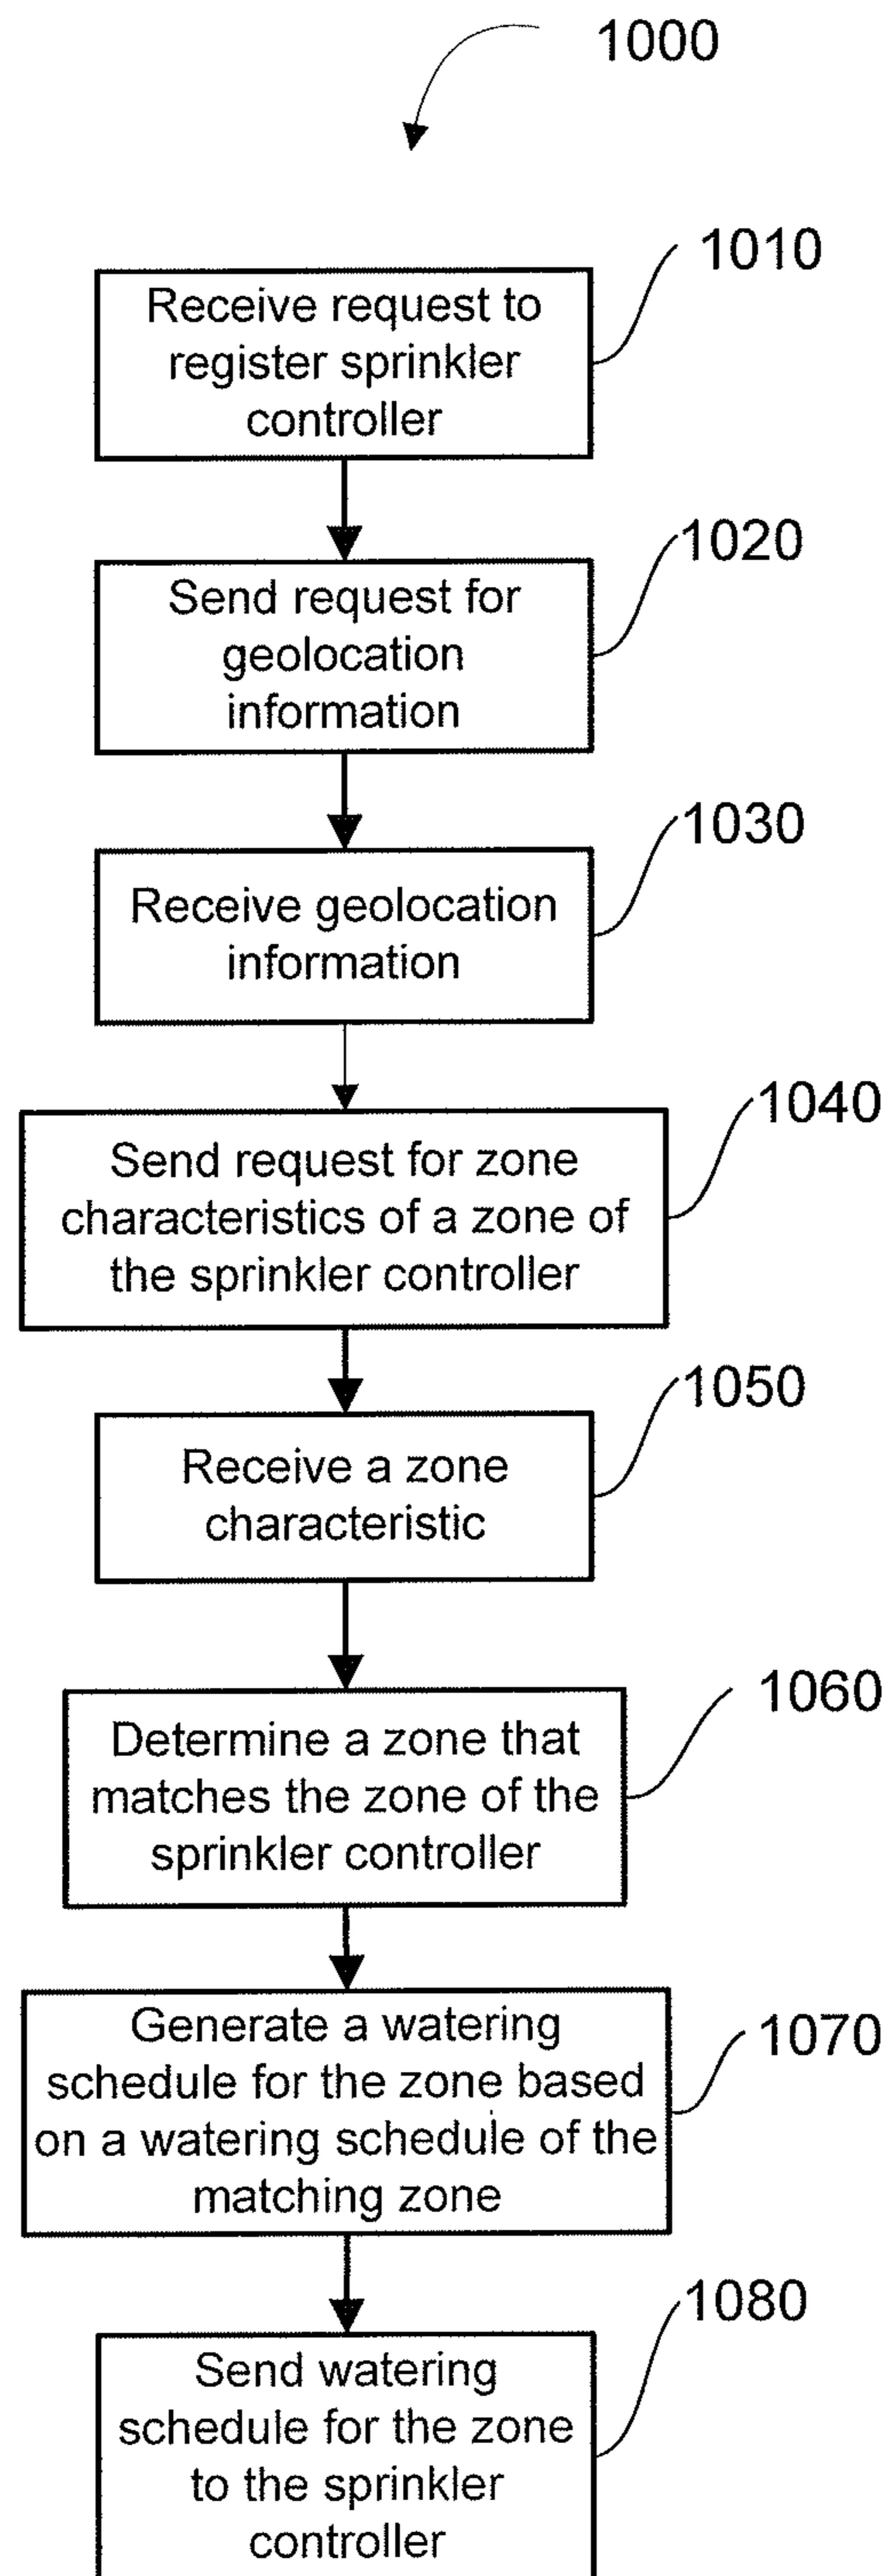 1000
1010
Receive request to
register sprinkler
controller
1020
Send request for
geolocation
information
1030
Receive geolocation
information
1040
Send request for zone
characteristics of a zone of
the sprinkler controller
1050
Receive a zone
characteristic
1060
Determine a zone that
matches the zone of the
sprinkler controller
1070
Generate a watering
schedule for the zone based
on a watering schedule of the
matching zone
1080
Send watering
schedule for the zone
to the sprinkler
controller